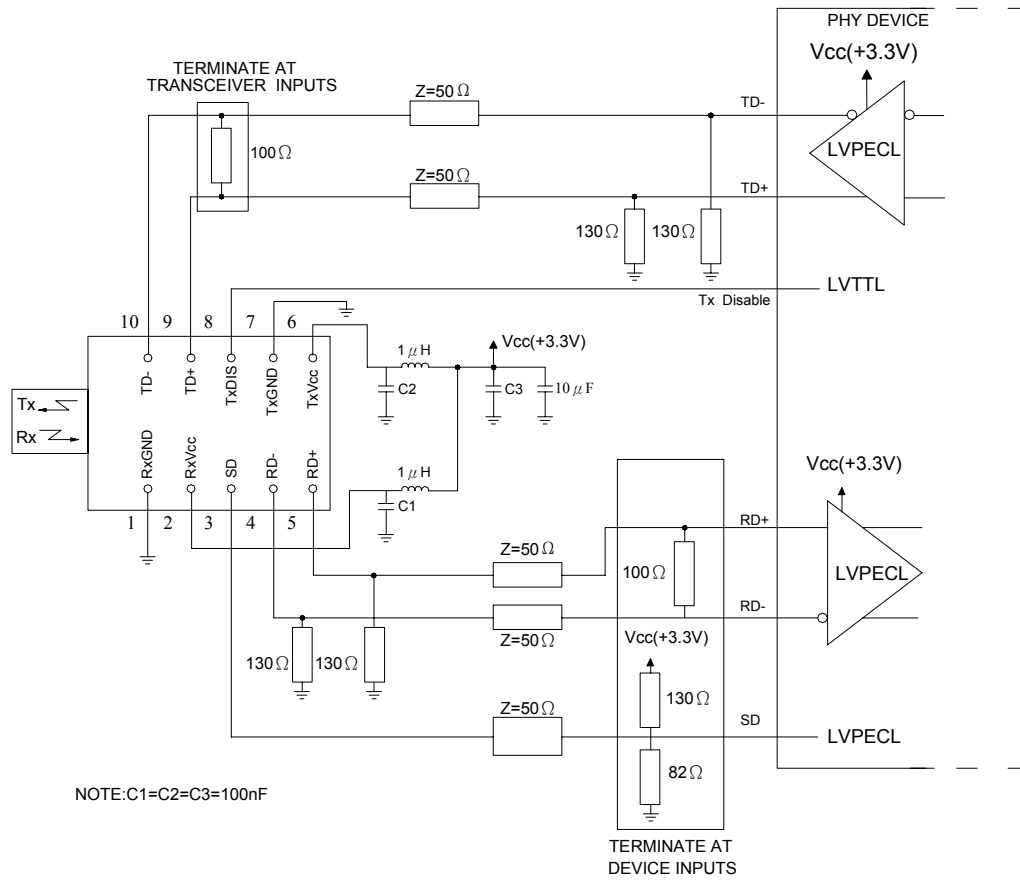 PHY DEVICE
Vcc(+3.3V)
TERMINATE AT
TRANSCEIVER INPUTS
Z=50Ω
TD-
100Ω
LVPECL
Z=50Ω
TD+
130Ω
130Ω
LVTTL
Tx Disable
10
9
8
7
6
TD-
TD+
TxDIS
TxGND
TxVcc
1μH
Vcc(+3.3V)
C2
C3
10μF
Tx
Rx
RxGND
RxVcc
SD
RD-
RD+
1μH
C1
1
2
3
4
5
Vcc(+3.3V)
RD+
Z=50Ω
100Ω
LVPECL
RD-
Z=50Ω
Vcc(+3.3V)
130Ω
130Ω
130Ω
Z=50Ω
SD
LVPECL
82Ω
NOTE:C1=C2=C3=100nF
TERMINATE AT
DEVICE INPUTS